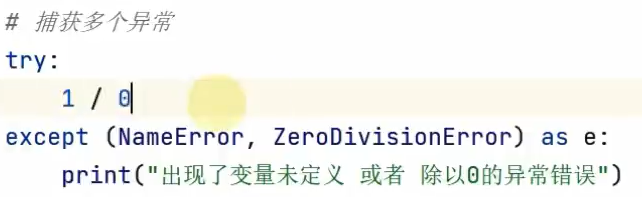 # 捕获多个异常
try:
    1 / 0
except (NameError, ZeroDivisionError) as e:
    print("出现了变量未定义 或者 除以0的异常错误")